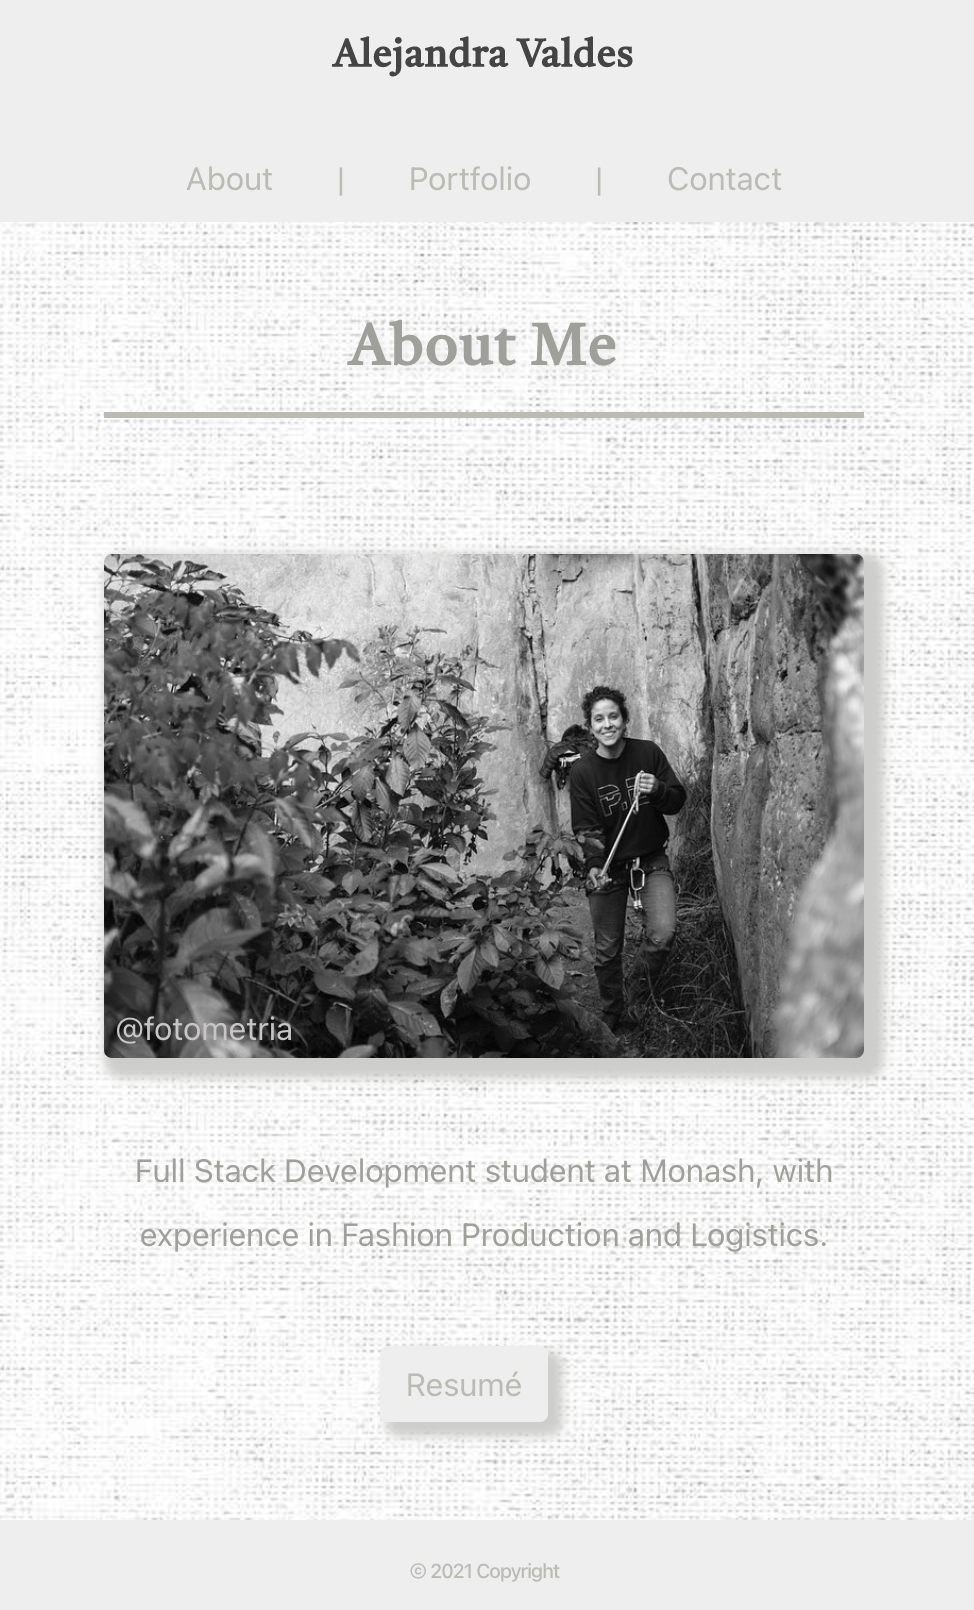 Alejandra Valdes
About | Portfolio | Contact
About Me
P.E
@fotometria
Full Stack Development student at Monash, with
experience in Fashion Production and Logistics.
Resumé
© 2021 Copyright